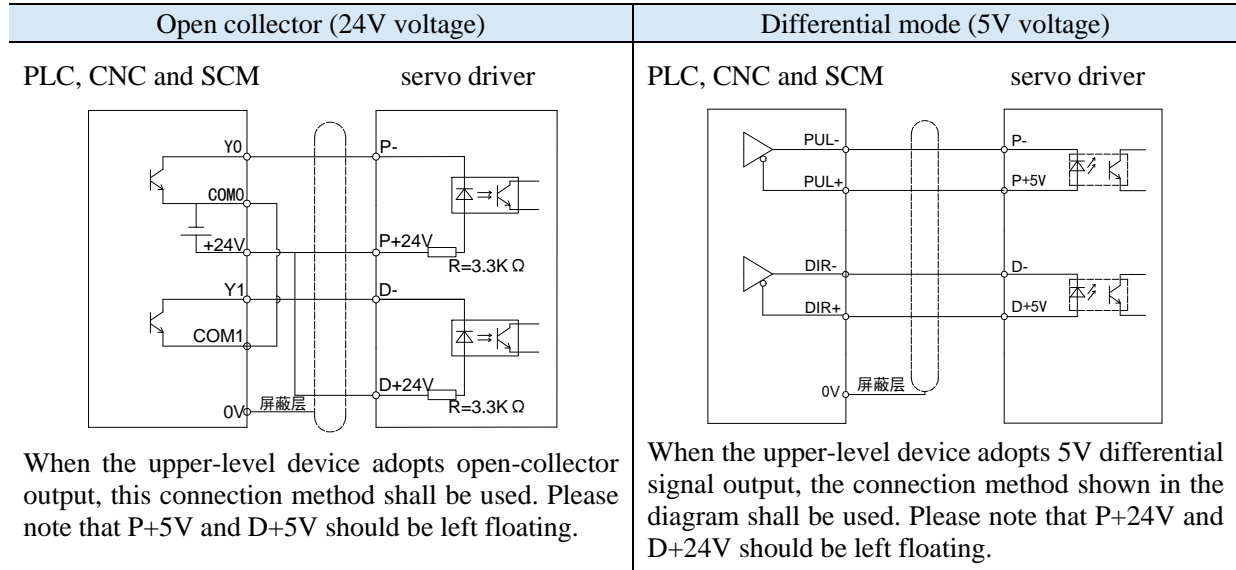 Open collector (24V voltage)
Differential mode (5V voltage)
PLC, CNC and SCM
servo driver
Y0
P-
COM0
+24V
P+24V
R=3.3KΩ
Y1
D-
COM1
D+24V
0V
屏蔽层
R=3.3KΩ
When the upper-level device adopts open-collector
output, this connection method shall be used. Please
note that P+5V and D+5V should be left floating.
PLC, CNC and SCM
servo driver
PUL-
P-
PUL+
P+5V
DIR-
D-
DIR+
D+5V
0V
屏蔽层
When the upper-level device adopts 5V differential
signal output, the connection method shown in the
diagram shall be used. Please note that P+24V and
D+24V should be left floating.